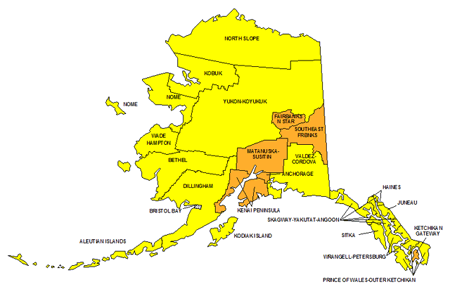 NORTH SLOPE
KOBUK
NOME
NOME
YUKON-KOYUKUK
FAIRBANKS
N STAR
SOUTHEAST
FRBNKS
WADE
HAMPTON
MATANUSKA-
SUSITIN
BETHEL
VALDEZ-
CORDOVA
ANCHORAGE
DILLINGHAM
HAINES
BRISTOL BAY
KENAI PENINSULA
JUNEAU
SKAGWAY-YAKUTAT-ANGOON
KETCHIKAN
GATEWAY
SITKA
KODIAK ISLAND
ALEUTIAN ISLANDS
WRANGELL-PETERSBURG
PRINCE OF WALES-OUTER KETCHIKAN